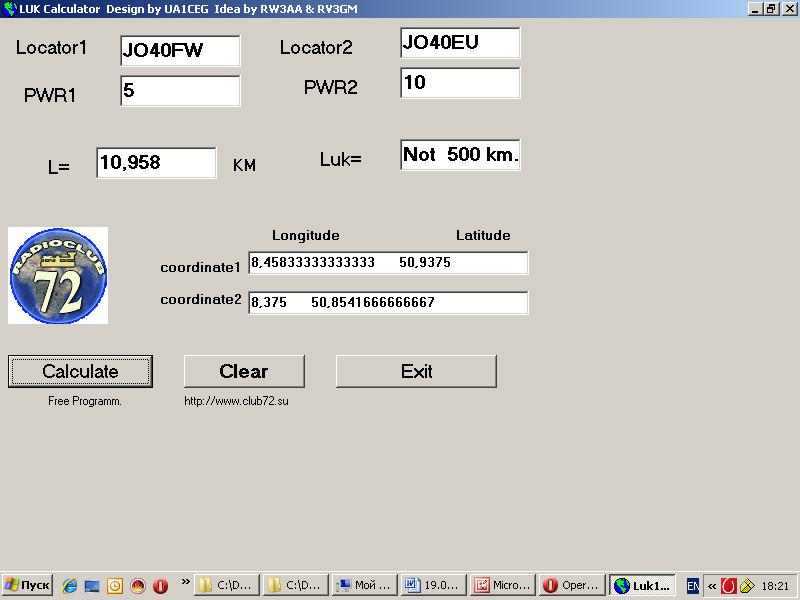 LUK Calculator Design by UA1CEG Idea by RW3AA & RV3GM
Locator1 JO40FW Locator2 JO40EU
PWR1 5 PWR2 10
L= 10,958 KM Luk= Not 500 km.
Longitude Latitude
coordinate1 8,45833333333333 50,9375
coordinate2 8,375 50,8541666666667
RADIOCLUB
72
Calculate Clear Exit
Free Programm. http://www.club72.su
Пуск » C:\D... C:\D... Мой ... 19.0... Micro... Oper... Luk1... EN « 18:21